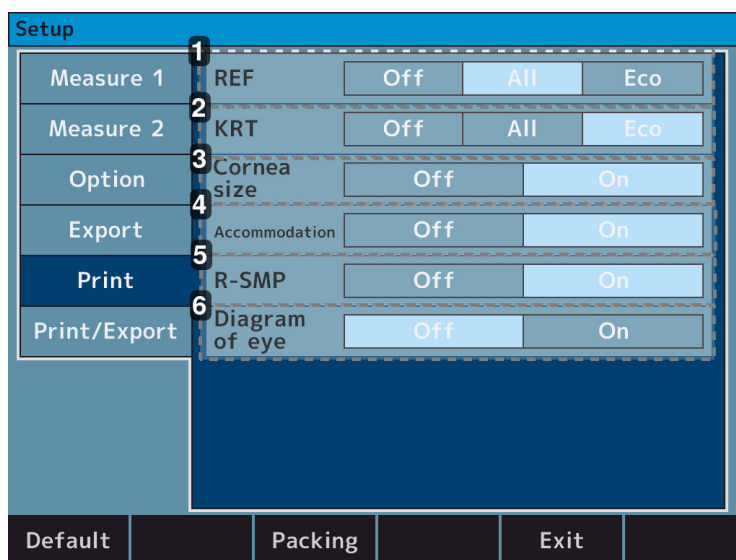 Setup
Measure 1
Measure 2
Option
Export
Print
Print/Export
1
REF Off All Eco
2
KRT Off All Eco
3
Cornea
size Off On
4
Accommodation Off On
5
R-SMP Off On
6
Diagram
of eye Off On
Default Packing Exit